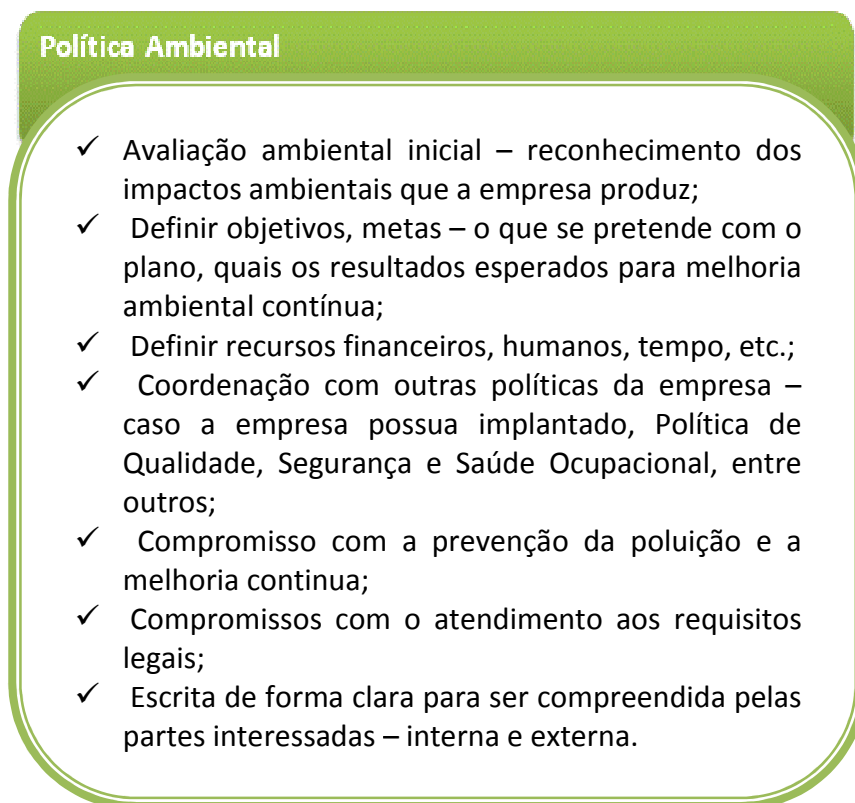 Política Ambiental
✓ Avaliação ambiental inicial – reconhecimento dos
impactos ambientais que a empresa produz;
✓ Definir objetivos, metas – o que se pretende com o
plano, quais os resultados esperados para melhoria
ambiental contínua;
✓ Definir recursos financeiros, humanos, tempo, etc.;
✓ Coordenação com outras políticas da empresa –
caso a empresa possua implantado, Política de
Qualidade, Segurança e Saúde Ocupacional, entre
outros;
✓ Compromisso com a prevenção da poluição e a
melhoria continua;
✓ Compromissos com o atendimento aos requisitos
legais;
✓ Escrita de forma clara para ser compreendida pelas
partes interessadas – interna e externa.